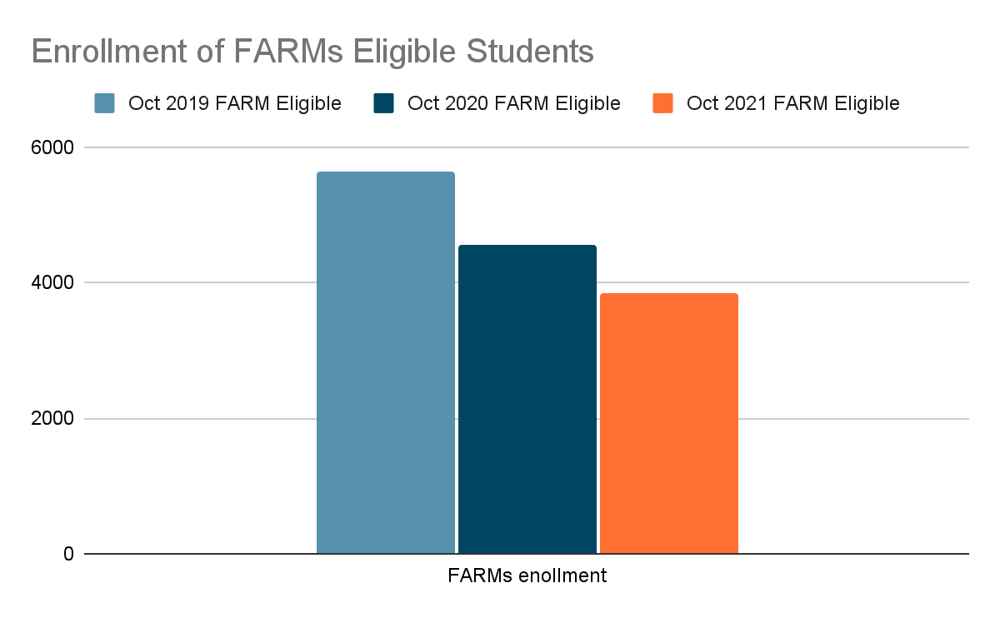 Enrollment of FARMs Eligible Students
Oct 2019 FARM Eligible Oct 2020 FARM Eligible Oct 2021 FARM Eligible
6000
4000
2000
0
FARMs enollment